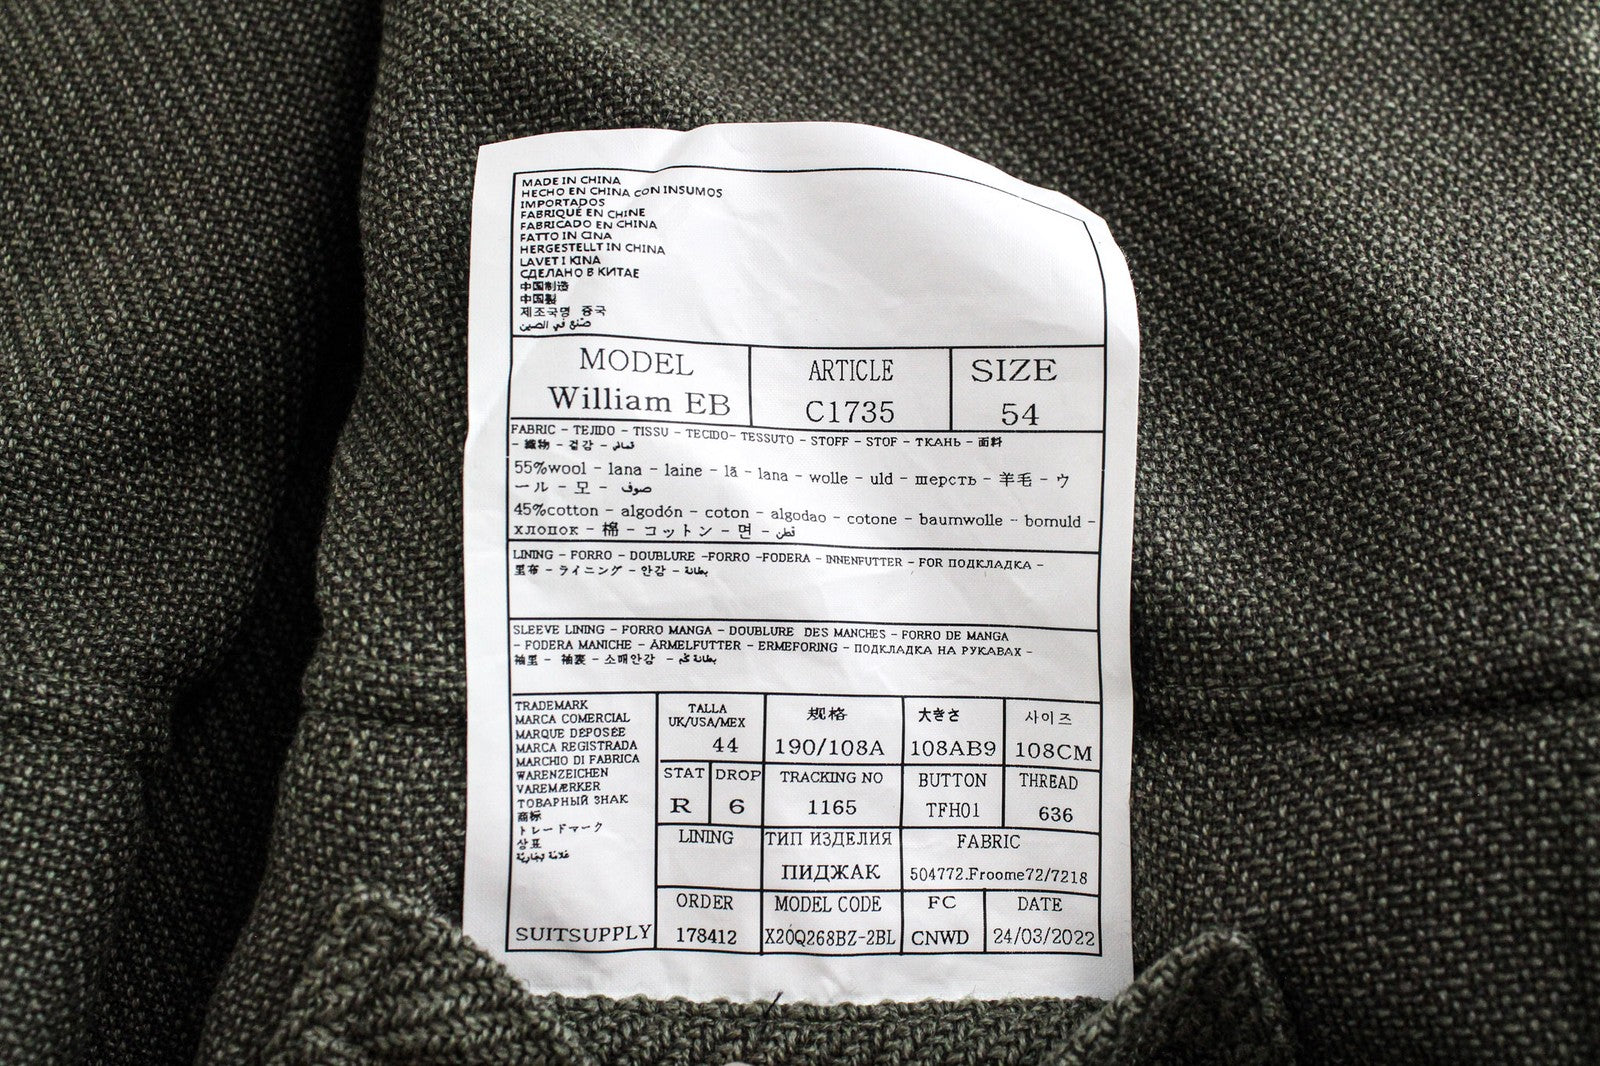 MADE IN CHINA
HECHO EN CHINA CON INSUMOS
IMPORTADOS
FABRIQUÉ EN CHINE
FABRICADO EN CHINA
FATTO IN CINA
HERGESTELLT IN CHINA
LAVET I KINA
СДЕЛАНО В КИТАЕ
中国制造
中国製
제조국명 중국
صنع في الصين
MODEL
William EB
ARTICLE
C1735
SIZE
54
FABRIC - TEJIDO - TISSU - TECIDO- TESSUTO - STOFF - STOF - ТКАНЬ - 面料
- 織物 - 겉감 - قماش
55%wool - lana - laine - lã - lana - wolle - uld - шерсть - 羊毛 - ウ
ール - 모 - صوف
45%cotton - algodón - coton - algodao - cotone - baumwolle - bomuld -
хлопок - 棉 - コットン - 면 - قطن
LINING - FORRO - DOUBLURE -FORRO -FODERA - INNENFUTTER - FOR ПОДКЛАДКА -
里布 - ライニング - 안감 - بطانة
SLEEVE LINING - FORRO MANGA - DOUBLURE DES MANCHES - FORRO DE MANGA
- FODERA MANICHE - ÄRMELFUTTER - ERMEFORING - ПОДКЛАДКА НА РУКАВАХ -
袖里 - 袖裏 - 소매안감 - بطانة كم
TRADEMARK
MARCA COMERCIAL
MARQUE DEPOSÉE
MARCA REGISTRADA
MARCHIO DI FABRICA
WARENZEICHEN
VAREMÆRKER
ТОВАРНЫЙ ЗНАК
商标
トレードマーク
상표
علامة تجارية
SUITSUPPLY
TALLA
UK/USA/MEX
44
规格
190/108A
大きさ
108AB9
사이즈
108CM
STAT
R
DROP
6
TRACKING NO
1165
BUTTON
TFH01
THREAD
636
LINING
ТИП ИЗДЕЛИЯ
ПИДЖАК
FABRIC
504772.Froome72/7218
ORDER
178412
MODEL CODE
X20Q268BZ-2BL
FC
CNWD
DATE
24/03/2022